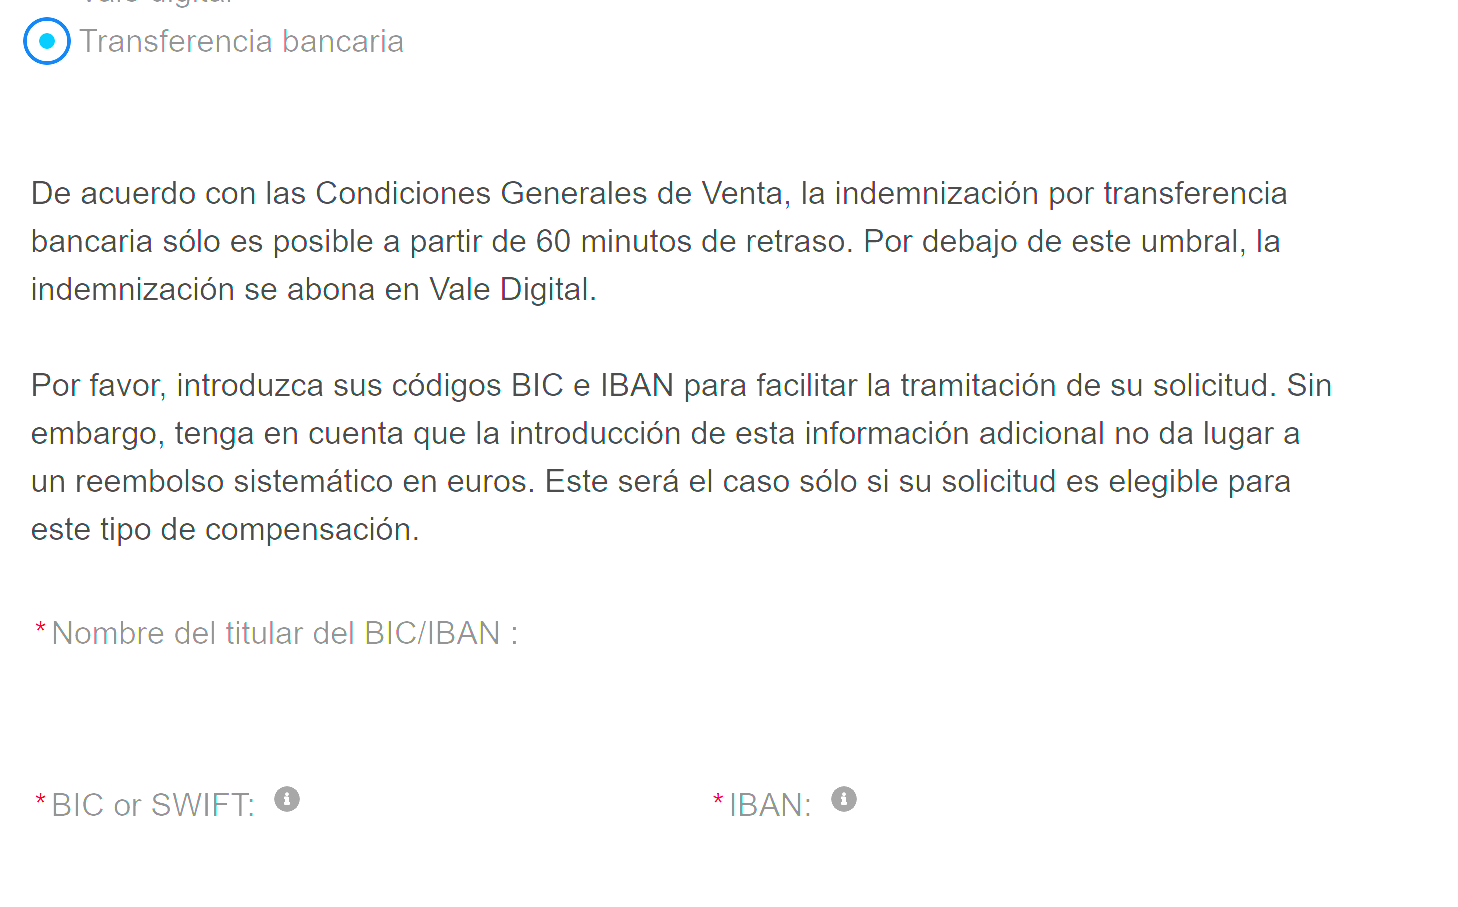 Transferencia bancaria
De acuerdo con las Condiciones Generales de Venta, la indemnización por transferencia
bancaria sólo es posible a partir de 60 minutos de retraso. Por debajo de este umbral, la
indemnización se abona en Vale Digital.
Por favor, introduzca sus códigos BIC e IBAN para facilitar la tramitación de su solicitud. Sin
embargo, tenga en cuenta que la introducción de esta información adicional no da lugar a
un reembolso sistemático en euros. Este será el caso sólo si su solicitud es elegible para
este tipo de compensación.
*Nombre del titular del BIC/IBAN :
*BIC or SWIFT: i *IBAN: i